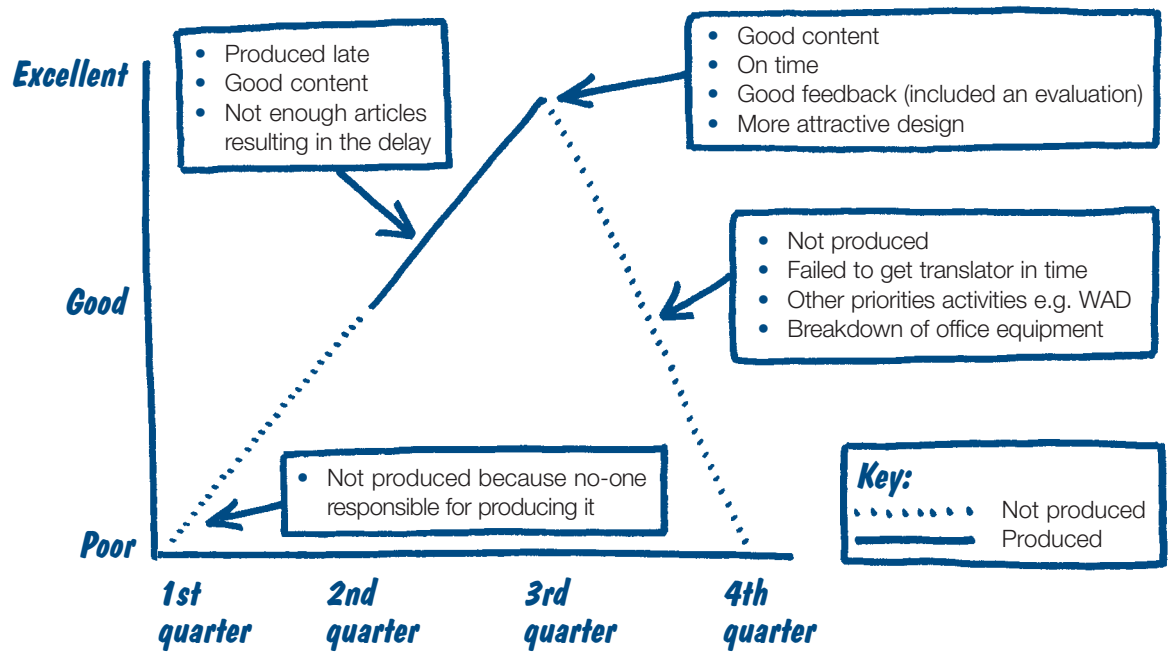 Excellent
Good
Poor
• Produced late
• Good content
• Not enough articles
resulting in the delay
• Good content
• On time
• Good feedback (included an evaluation)
• More attractive design
• Not produced
• Failed to get translator in time
• Other priorities activities e.g. WAD
• Breakdown of office equipment
• Not produced because no-one
responsible for producing it
Key:
Not produced
Produced
1st
quarter
2nd
quarter
3rd
quarter
4th
quarter